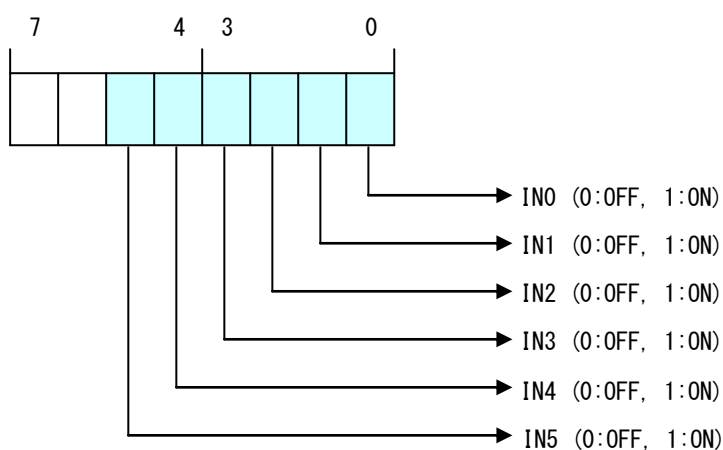 7 4 3 0
IN0 (0:OFF, 1:ON)
IN1 (0:OFF, 1:ON)
IN2 (0:OFF, 1:ON)
IN3 (0:OFF, 1:ON)
IN4 (0:OFF, 1:ON)
IN5 (0:OFF, 1:ON)